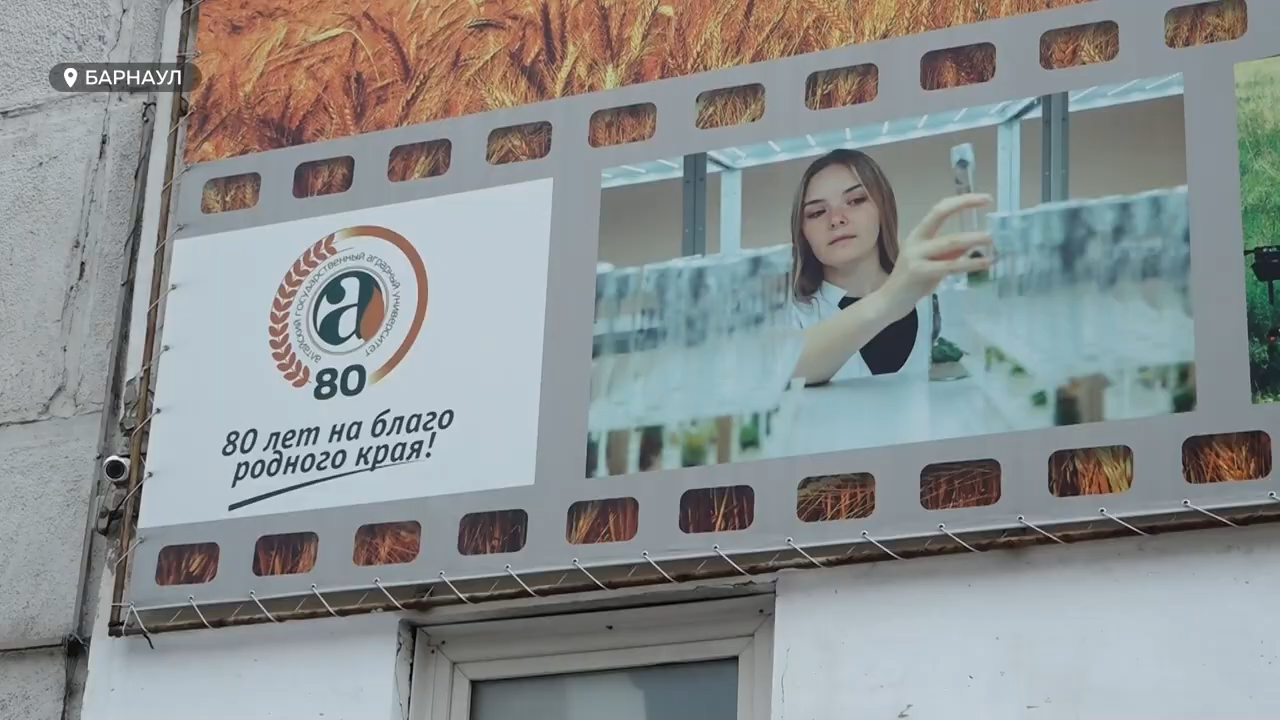 БАРНАУЛ
алтайский государственный аграрный университет
а
80
80 лет на благо
родного края!